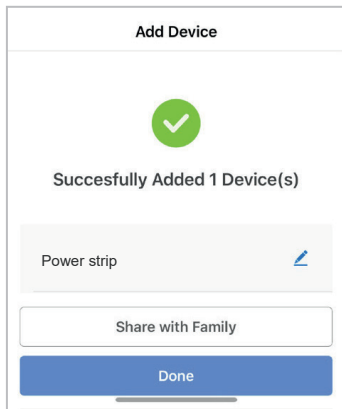 Add Device
Succesfully Added 1 Device(s)
Power strip
Share with Family
Done